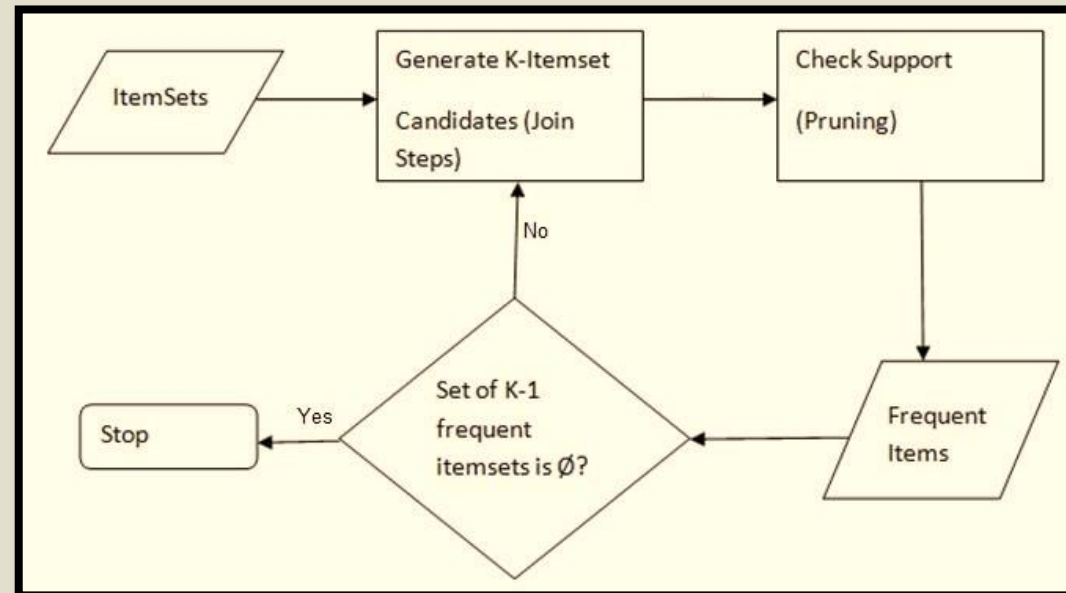 ItemSets
Generate K-Itemset
Candidates (Join
Steps)
Check Support
(Pruning)
No
Set of K-1
frequent
itemsets is Ø?
Yes
Stop
Frequent
Items